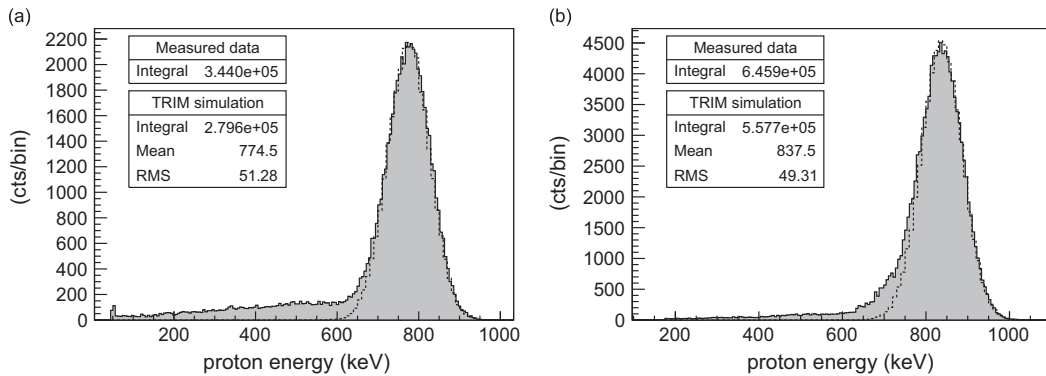 (a)
2200
2000
1800
1600
1400
1200
1000
800
600
400
200
0
(cts/bin)
Measured data
Integral 3.440e+05
TRIM simulation
Integral 2.796e+05
Mean 774.5
RMS 51.28
200 400 600 800 1000
proton energy (keV)
(b)
4500
4000
3500
3000
2500
2000
1500
1000
500
0
(cts/bin)
Measured data
Integral 6.459e+05
TRIM simulation
Integral 5.577e+05
Mean 837.5
RMS 49.31
200 400 600 800 1000
proton energy (keV)